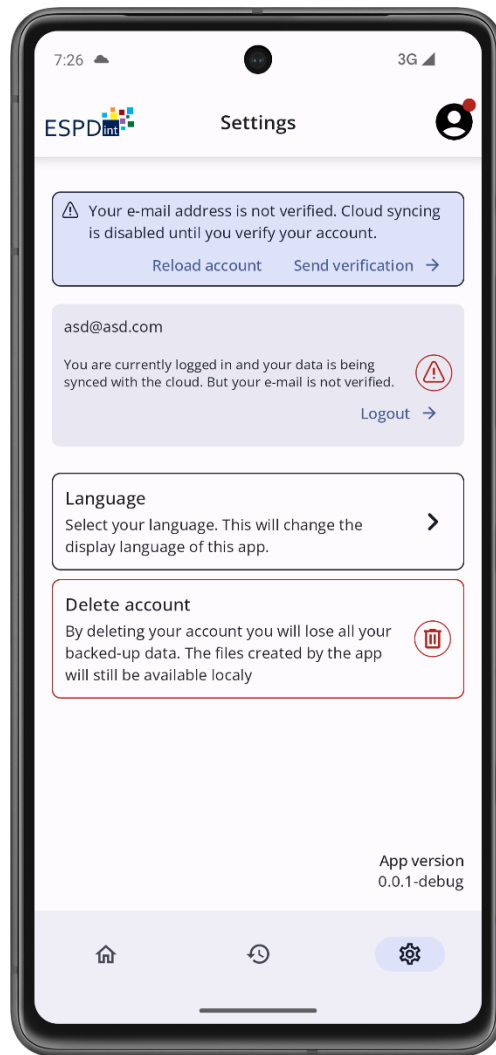 7:26
3G
ESPDint
Settings
Your e-mail address is not verified. Cloud syncing
is disabled until you verify your account.
Reload account
Send verification
asd@asd.com
You are currently logged in and your data is being
synced with the cloud. But your e-mail is not verified.
Logout
Language
Select your language. This will change the
display language of this app.
Delete account
By deleting your account you will lose all your
backed-up data. The files created by the app
will still be available localy
App version
0.0.1-debug